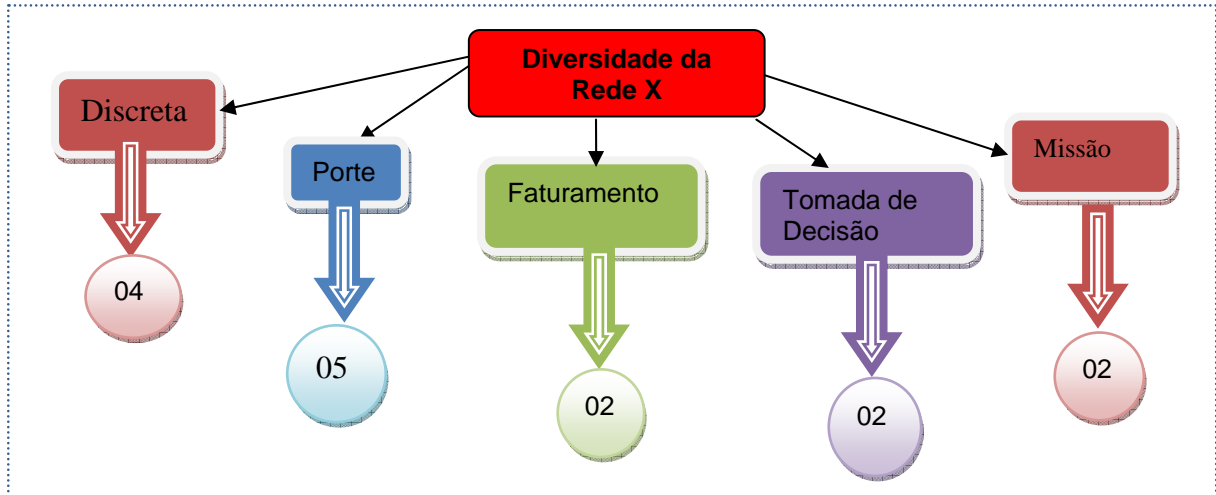 Diversidade da
Rede X
Discreta
Porte
Faturamento
Tomada de
Decisão
Missão
04
05
02
02
02